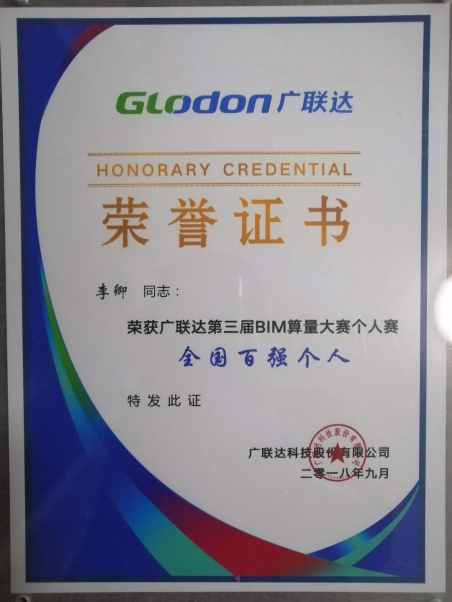 GLodon广联达
HONORARY CREDENTIAL
荣誉证书
李卿 同志：
荣获广联达第三届BIM算量大赛个人赛
全国百强个人
特发此证
广联达科技股份有限公司
二零一八年九月